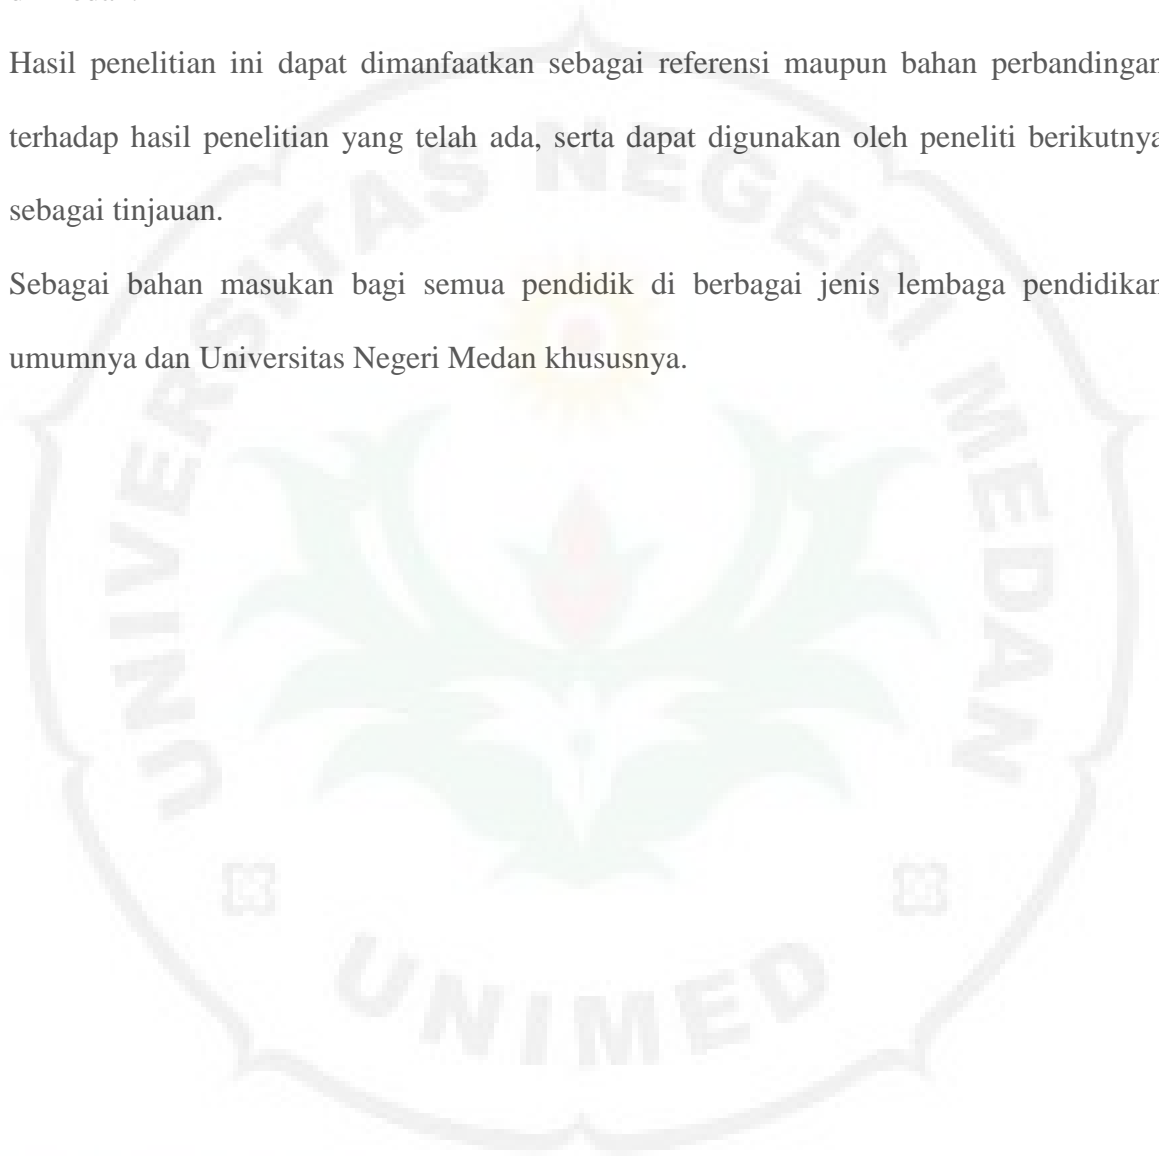 Hasil penelitian ini dapat dimanfaatkan sebagai referensi maupun bahan perbandingan
terhadap hasil penelitian yang telah ada, serta dapat digunakan oleh peneliti berikutnya
sebagai tinjauan.
Sebagai bahan masukan bagi semua pendidik di berbagai jenis lembaga pendidikan
umumnya dan Universitas Negeri Medan khususnya.
UNIVERSITAS NEGERI MEDAN
UNIMED